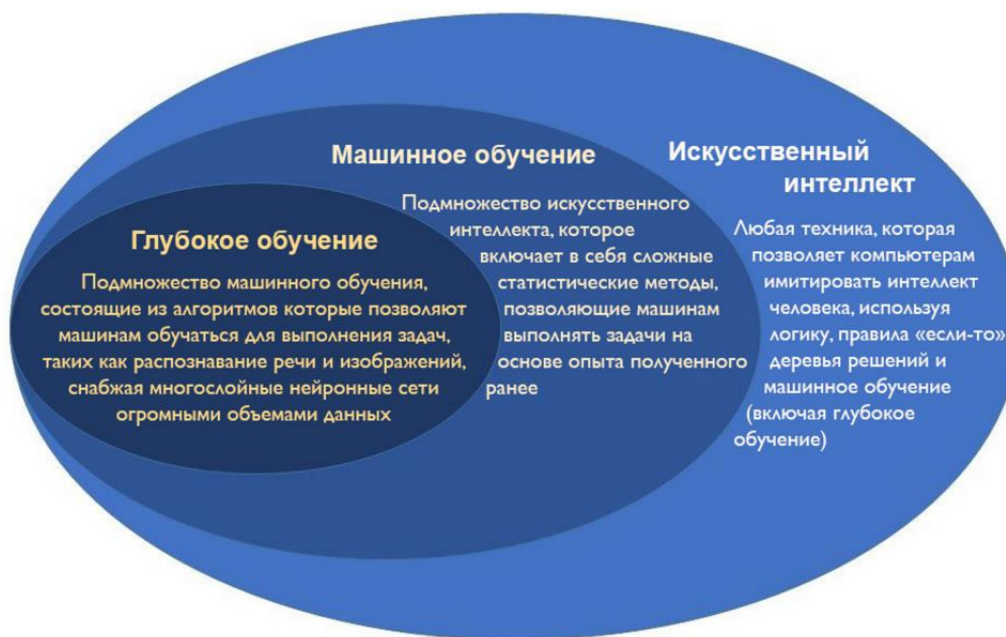 Глубокое обучение
Подмножество машинного обучения,
состоящие из алгоритмов которые позволяют
машинам обучаться для выполнения задач,
таких как распознавание речи и изображений,
снабжая многослойные нейронные сети
огромными объемами данных
Машинное обучение
Подмножество искусственного
интеллекта, которое
включает в себя сложные
статистические методы,
позволяющие машинам
выполнять задачи на
основе опыта полученного
ранее
Искусственный
интеллект
Любая техника, которая
позволяет компьютерам
имитировать интеллект
человека, используя
логику, правила «если-то»
деревья решений и
машинное обучение
(включая глубокое
обучение)